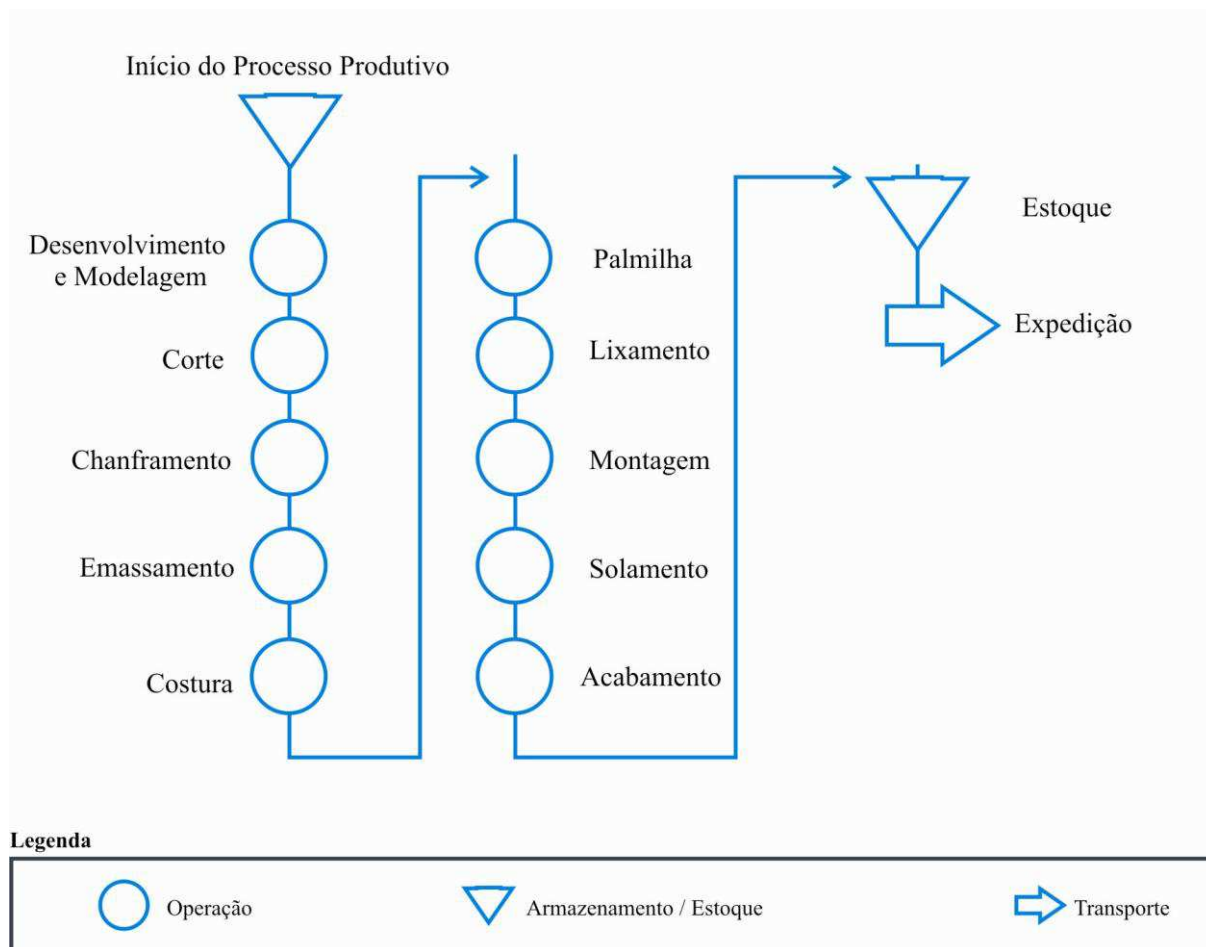 Início do Processo Produtivo
Desenvolvimento
e Modelagem
Corte
Chanframento
Emassamento
Costura
Palmilha
Lixamento
Montagem
Solamento
Acabamento
Estoque
Expedição
Legenda
Operação
Armazenamento / Estoque
Transporte